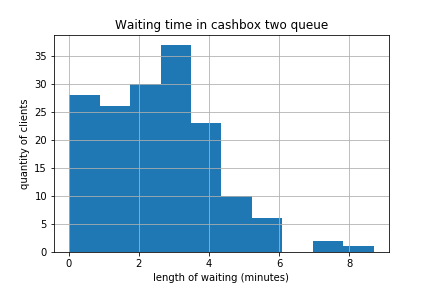 Waiting time in cashbox two queue
quantity of clients
35
30
25
20
15
10
5
0
0 2 4 6 8
length of waiting (minutes)